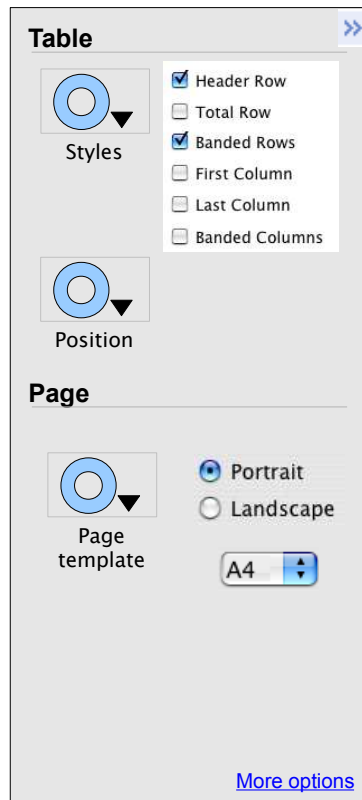 Table
Styles
Header Row
Total Row
Banded Rows
First Column
Last Column
Banded Columns
Position
Page
Page
template
Portrait
Landscape
A4
More options